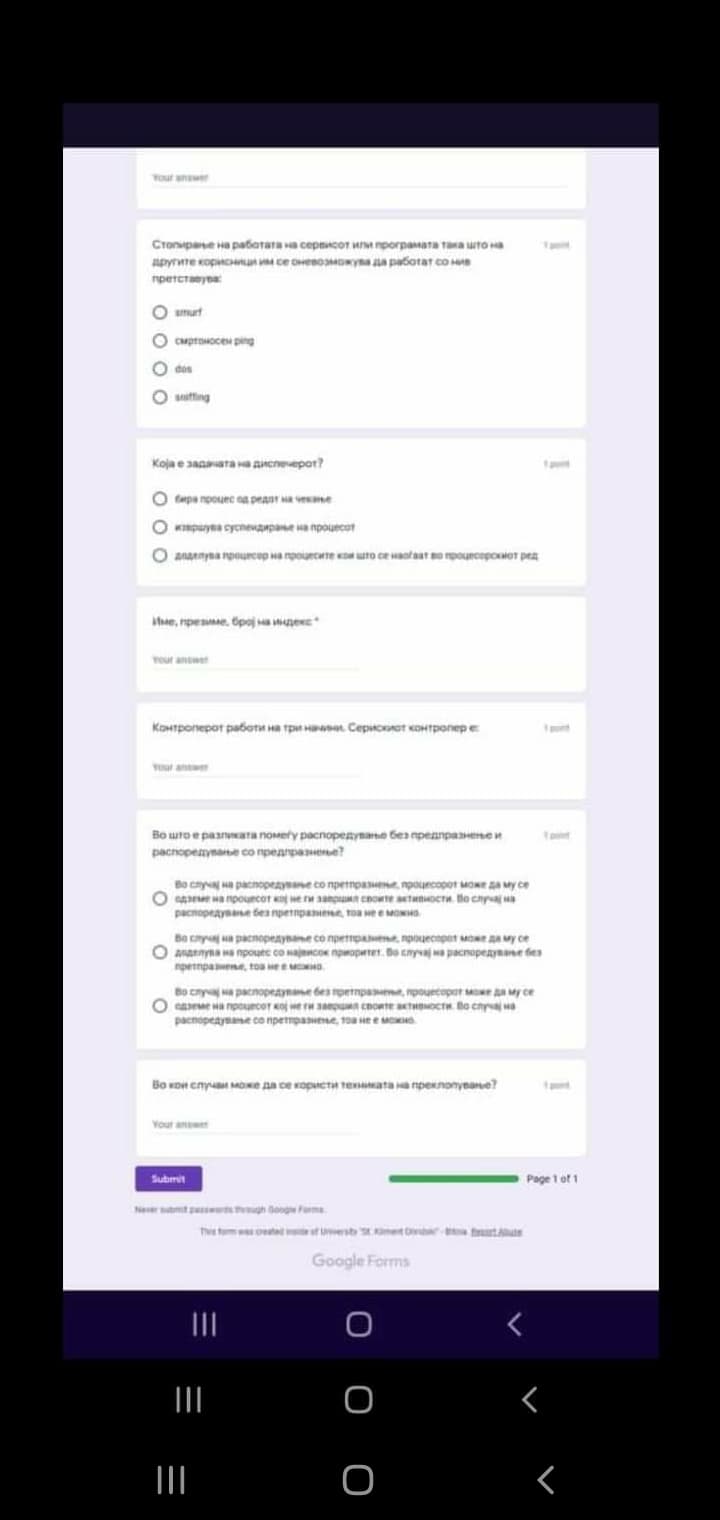 Your answer
Стопирање на работата на сервисот или програмата така што на
другите корисници им се оневозможува да работат со нив
претставува:
1 point
smurf
смртоносен ping
dos
sniffing
Која е задачата на диспечерот?
1 point
бира процес од редот на чекање
извршува суспендирање на процесот
доделува процесор на процесите кои што се наоѓаат во процесорскиот ред
Име, презиме, број на индекс *
Your answer
Контролерот работи на три начини. Серискиот контролер е:
1 point
Your answer
Во што е разликата помеѓу распоредување без предпразнење и
распоредување со предпразнење?
1 point
Во случај на распоредување со претпразнење, процесорот може да му се
одземе на процесот кој не ги завршил своите активности. Во случај на
распоредување без претпразнење, тоа не е можно.
Во случај на распоредување со претпразнење, процесорот може да му се
доделува на процес со највисок приоритет. Во случај на распоредување без
претпразнење, тоа не е можно.
Во случај на распоредување без претпразнење, процесорот може да му се
одземе на процесот кој не ги завршил своите активности. Во случај на
распоредување со претпразнење, тоа не е можно.
Во кои случаи може да се користи техниката на преклопување?
1 point
Your answer
Submit
Page 1 of 1
Never submit passwords through Google Forms.
This form was created inside of University "St. Kliment Ohridski" - Bitola. Report Abuse
Google Forms